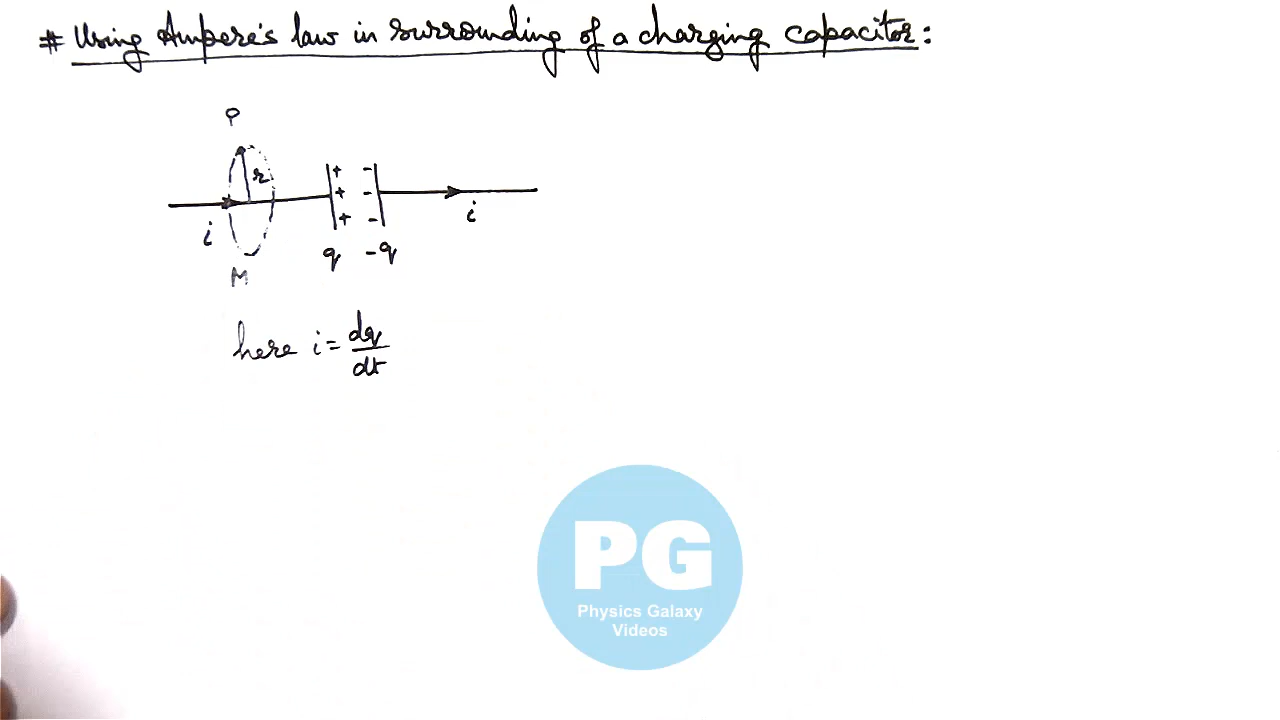 # Using Ampere's law in surrounding of a charging capacitor:
P
r
+ -
+ -
+ -
i
i
q -q
M
here i = dq/dt
PG
Physics Galaxy
Videos